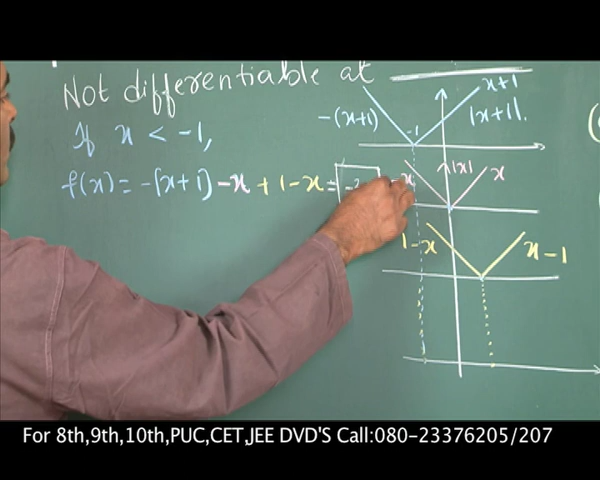 Not differentiable at
x+1
-(x+1)
-1
|x+1|.
If x < -1,
|x|
x
f(x) = -(x+1) -x + 1-x =
1-x
x-1
For 8th,9th,10th,PUC,CET,JEE DVD'S Call:080-23376205/207